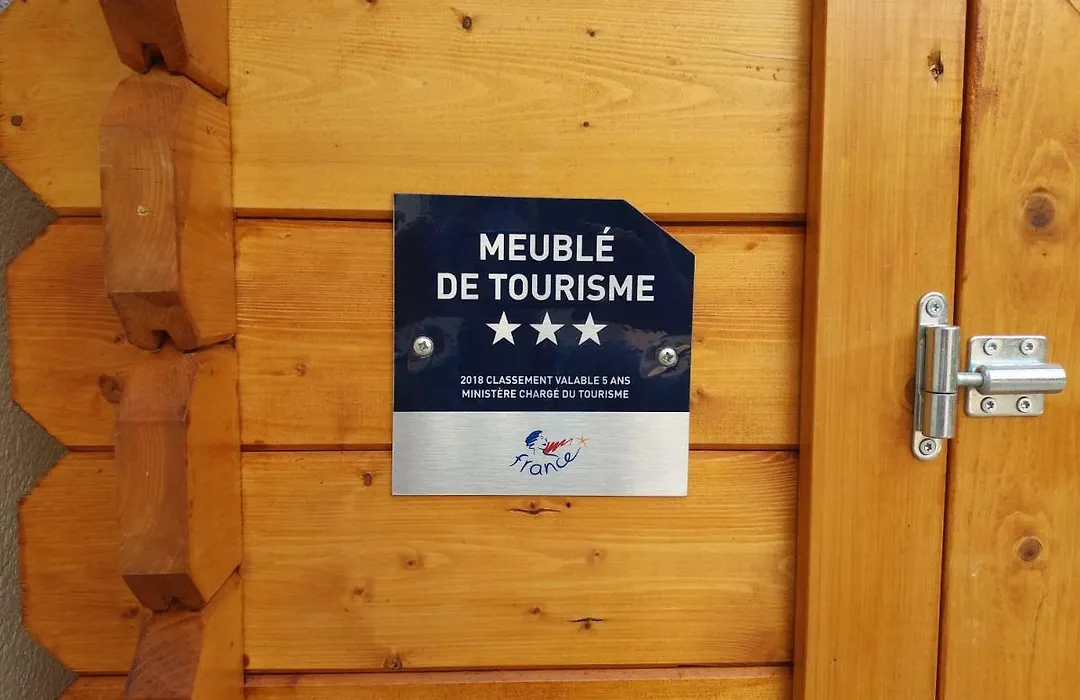 MEUBLÉ
DE TOURISME
2018 CLASSEMENT VALABLE 5 ANS
MINISTÈRE CHARGÉ DU TOURISME
france